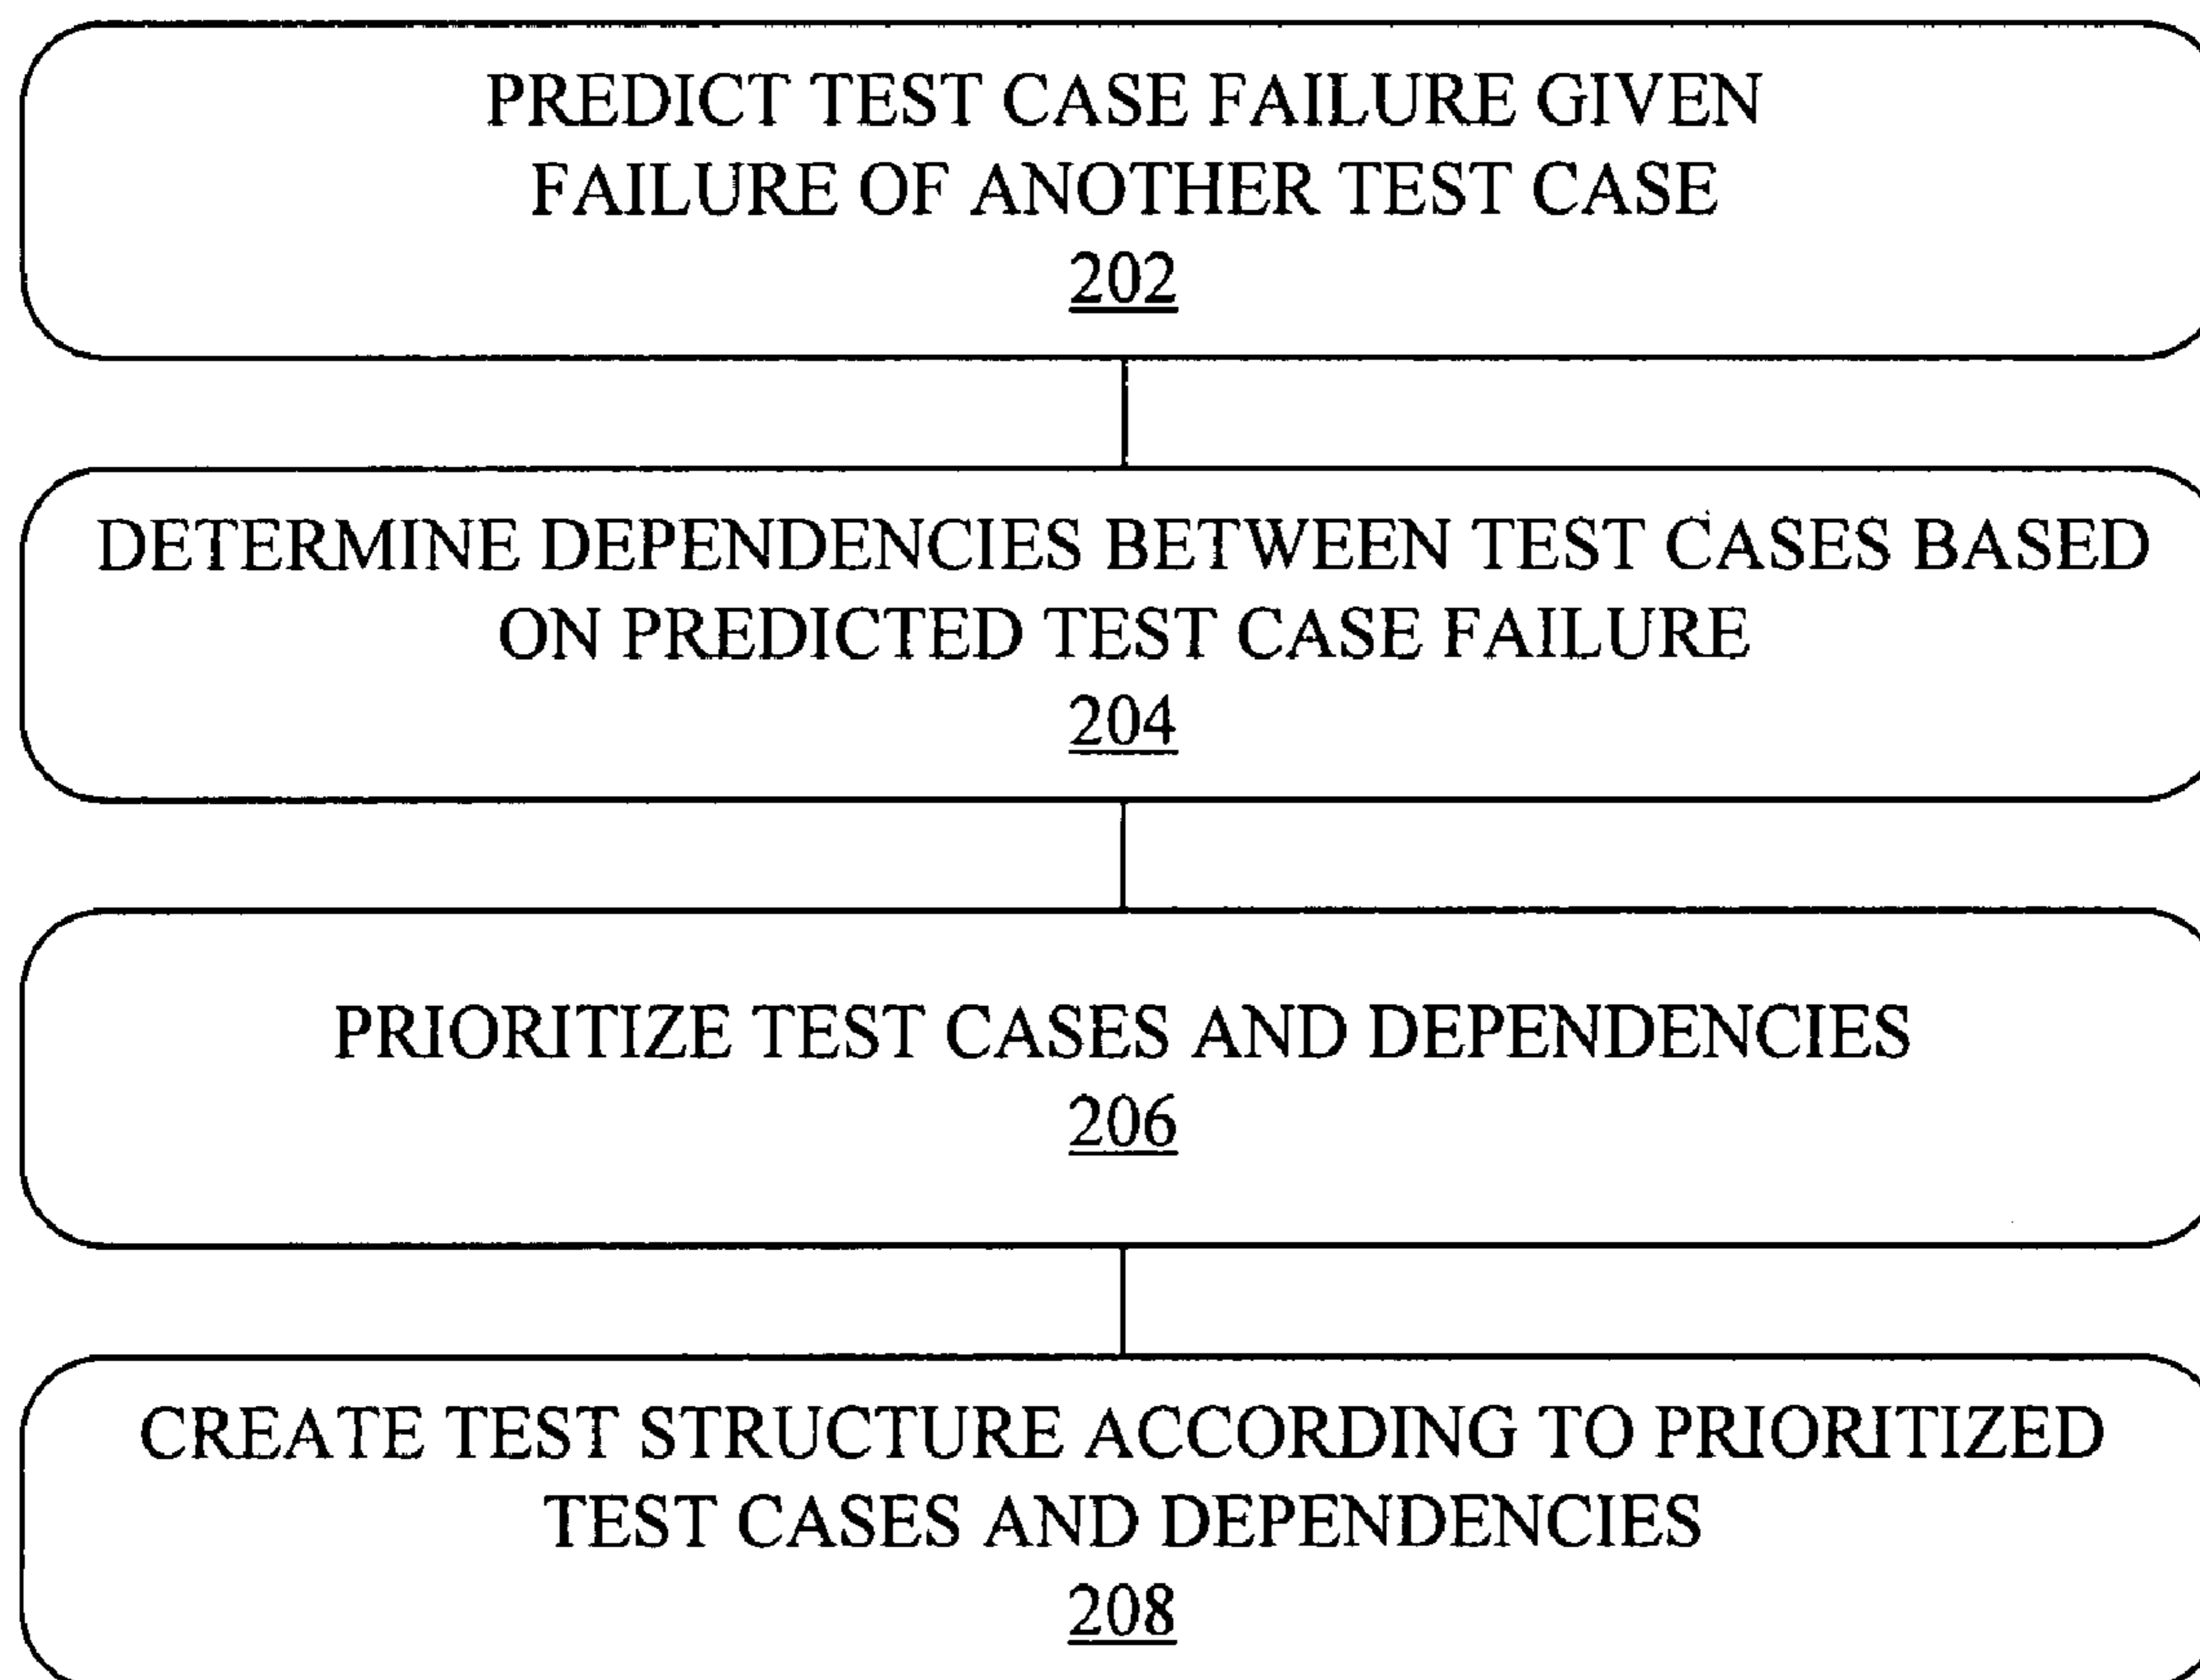 PREDICT TEST CASE FAILURE GIVEN
FAILURE OF ANOTHER TEST CASE
202
DETERMINE DEPENDENCIES BETWEEN TEST CASES BASED
ON PREDICTED TEST CASE FAILURE
204
PRIORITIZE TEST CASES AND DEPENDENCIES
206
CREATE TEST STRUCTURE ACCORDING TO PRIORITIZED
TEST CASES AND DEPENDENCIES
208